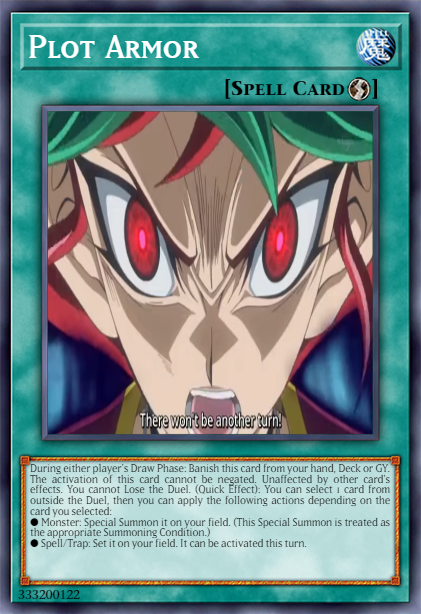 Plot Armor
魔
[Spell Card]
There won't be another turn!
During either player's Draw Phase: Banish this card from your hand, Deck or GY.
The activation of this card cannot be negated. Unaffected by other card's
effects. You cannot Lose the Duel. (Quick Effect): You can select 1 card from
outside the Duel, then you can apply the following actions depending on the
card you selected:
● Monster: Special Summon it on your field. (This Special Summon is treated as
the appropriate Summoning Condition.)
● Spell/Trap: Set it on your field. It can be activated this turn.
333200122